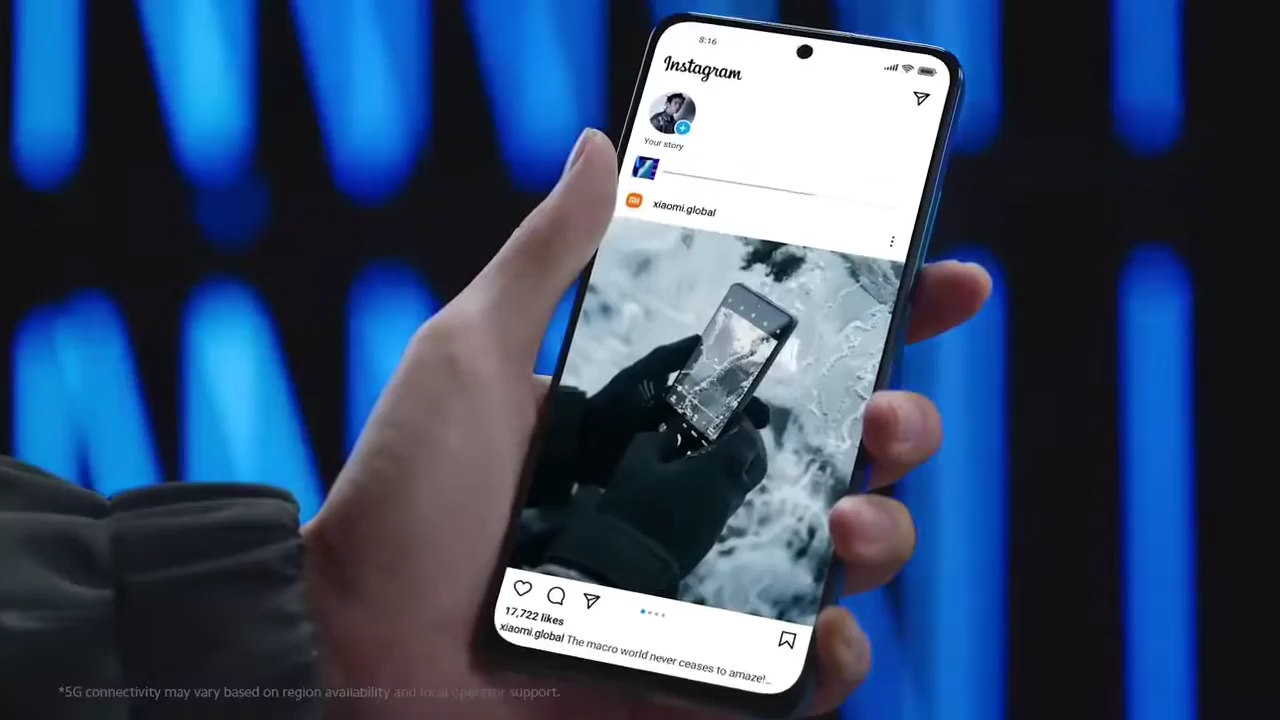 8:16
Instagram
Your story
xiaomi.global
17,722 likes
xiaomi.global The macro world never ceases to amaze!...
*5G connectivity may vary based on region availability and local operator support.